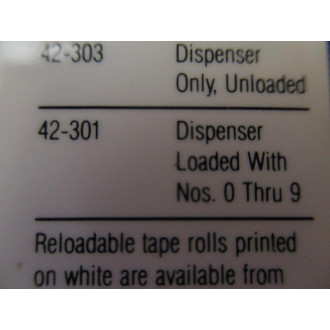 42-303 Dispenser
Only, Unloaded
42-301 Dispenser
Loaded With
Nos. 0 Thru 9
Reloadable tape rolls printed
on white are available from